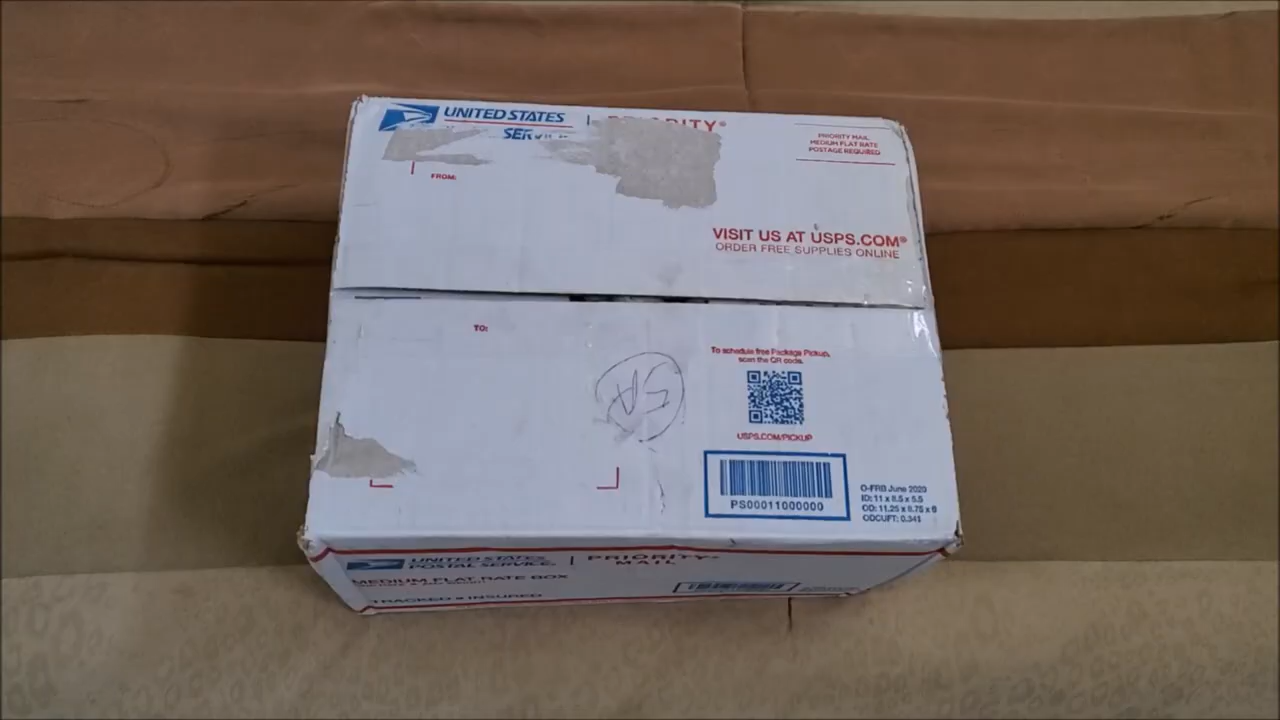 UNITED STATES
SERV
PRIORITY®
PRIORITY MAIL
MEDIUM FLAT RATE
POSTAGE REQUIRED
FROM:
VISIT US AT USPS.COM®
ORDER FREE SUPPLIES ONLINE
TO:
To schedule free Package Pickup,
scan the QR code.
5A
USPS.COM/PICKUP
PS00011000000
O-FRB June 2020
ID: 11 x 8.5 x 5.5
OD: 11.25 x 8.75 x 6
ODCUFT: 0.341
UNITED STATES
POSTAL SERVICE.
PRIORITY®
MAIL
MEDIUM FLAT RATE BOX
TRACKED ★ INSURED